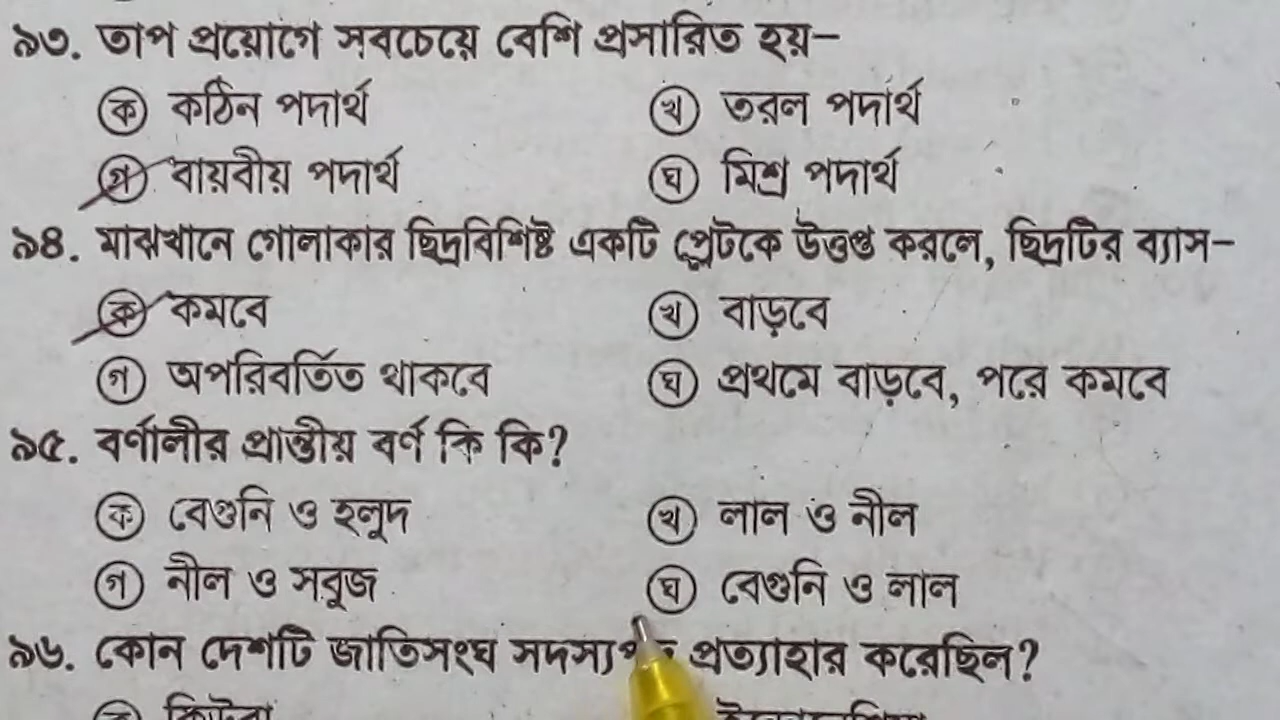 ৯৩. তাপ প্রয়োগে সবচেয়ে বেশি প্রসারিত হয়–
ক কঠিন পদার্থ খ তরল পদার্থ
গ বায়বীয় পদার্থ ঘ মিশ্র পদার্থ
৯৪. মাঝখানে গোলাকার ছিদ্রবিশিষ্ট একটি প্লেটকে উত্তপ্ত করলে, ছিদ্রটির ব্যাস–
ক কমবে খ বাড়বে
গ অপরিবর্তিত থাকবে ঘ প্রথমে বাড়বে, পরে কমবে
৯৫. বর্ণালীর প্রান্তীয় বর্ণ কি কি?
ক বেগুনি ও হলুদ খ লাল ও নীল
গ নীল ও সবুজ ঘ বেগুনি ও লাল
৯৬. কোন দেশটি জাতিসংঘ প্রত্যাহার করেছিল?